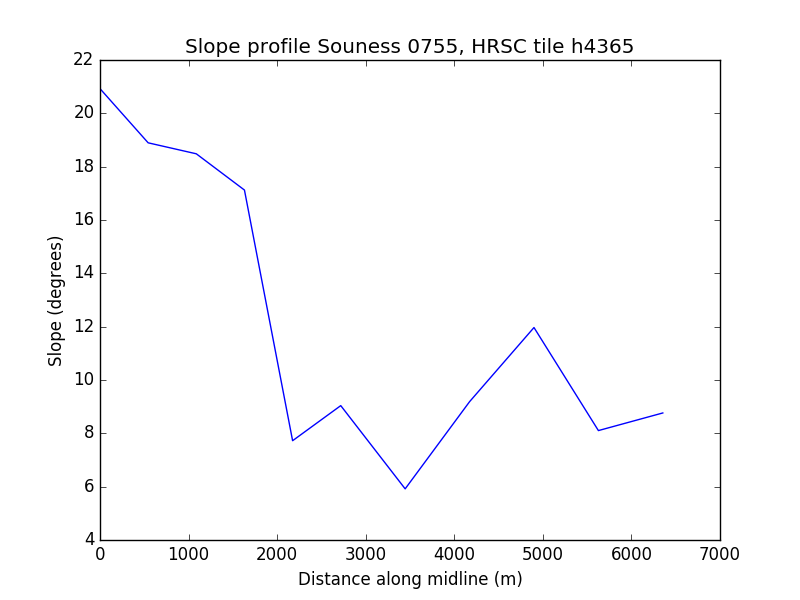 Slope profile Souness 0755, HRSC tile h4365
22
20
18
16
14
12
10
8
6
4
Slope (degrees)
0 1000 2000 3000 4000 5000 6000 7000
Distance along midline (m)